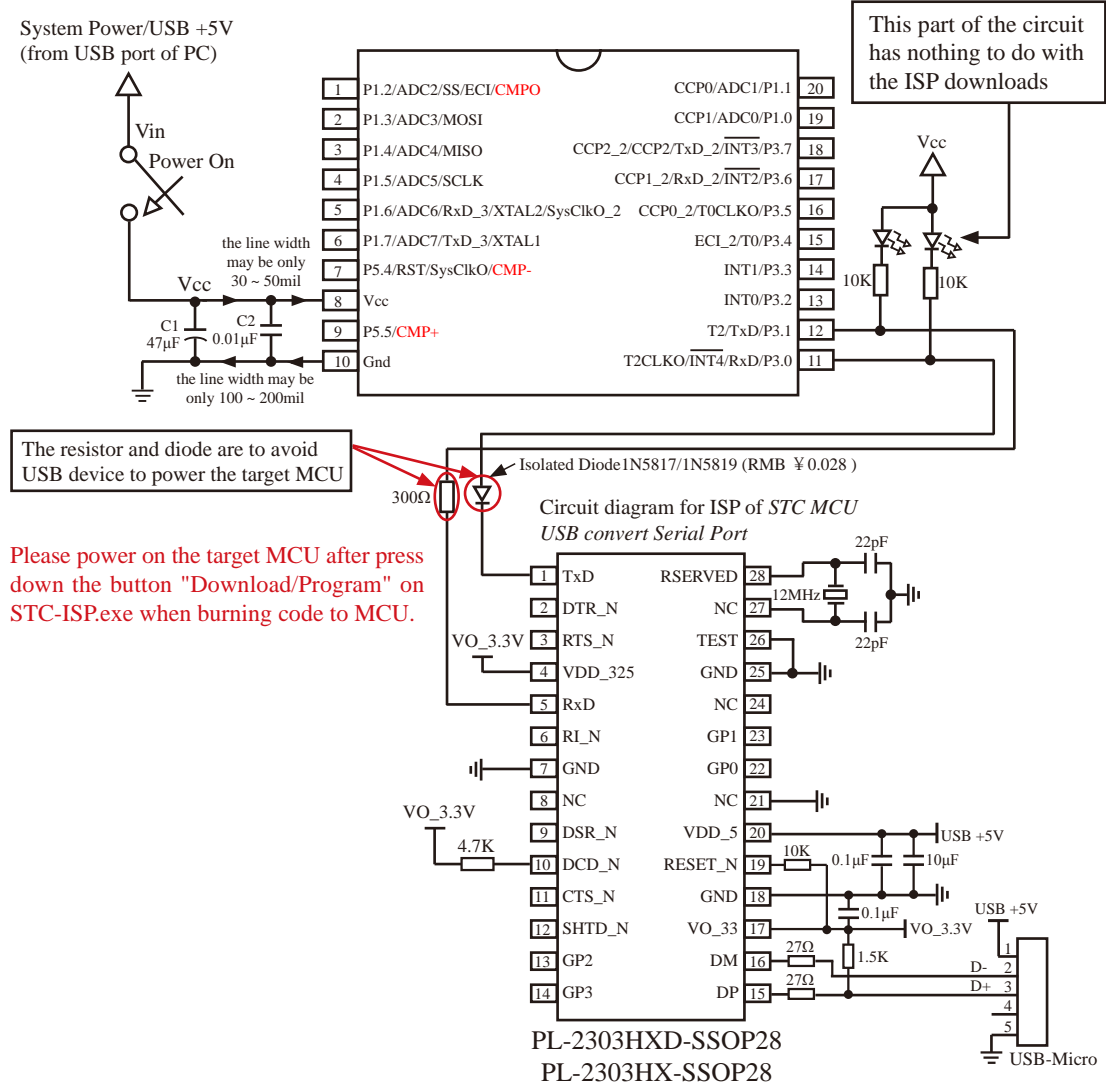 System Power/USB +5V
(from USB port of PC)
Vin
Power On
This part of the circuit
has nothing to do with
the ISP downloads
1 P1.2/ADC2/SS/ECI/CMPO
2 P1.3/ADC3/MOSI
3 P1.4/ADC4/MISO
4 P1.5/ADC5/SCLK
5 P1.6/ADC6/RxD_3/XTAL2/SysClkO_2
6 P1.7/ADC7/TxD_3/XTAL1
7 P5.4/RST/SysClkO/CMP-
8 Vcc
9 P5.5/CMP+
10 Gnd
CCP0/ADC1/P1.1 20
CCP1/ADC0/P1.0 19
CCP2_2/CCP2/TxD_2/INT3/P3.7 18
CCP1_2/RxD_2/INT2/P3.6 17
CCP0_2/T0CLKO/P3.5 16
ECI_2/T0/P3.4 15
INT1/P3.3 14
INT0/P3.2 13
T2/TxD/P3.1 12
T2CLKO/INT4/RxD/P3.0 11
Vcc
10K
10K
the line width
may be only
30 ~ 50mil
Vcc
C1
47μF
C2
0.01μF
the line width may be
only 100 ~ 200mil
The resistor and diode are to avoid
USB device to power the target MCU
300Ω
Isolated Diode1N5817/1N5819 (RMB ¥0.028 )
Circuit diagram for ISP of STC MCU
USB convert Serial Port
Please power on the target MCU after press
down the button "Download/Program" on
STC-ISP.exe when burning code to MCU.
1 TxD
2 DTR_N
3 RTS_N
VO_3.3V
4 VDD_325
5 RxD
6 RI_N
7 GND
8 NC
VO_3.3V
9 DSR_N
4.7K
10 DCD_N
11 CTS_N
12 SHTD_N
13 GP2
14 GP3
RSERVED 28
NC 27
TEST 26
GND 25
NC 24
GP1 23
GP0 22
NC 21
VDD_5 20
RESET_N 19
GND 18
VO_33 17
DM 16
DP 15
22pF
12MHz
22pF
USB +5V
10K
0.1μF
10μF
0.1μF
VO_3.3V
1.5K
27Ω
27Ω
USB +5V
D-
D+
1
2
3
4
5
USB-Micro
PL-2303HXD-SSOP28
PL-2303HX-SSOP28